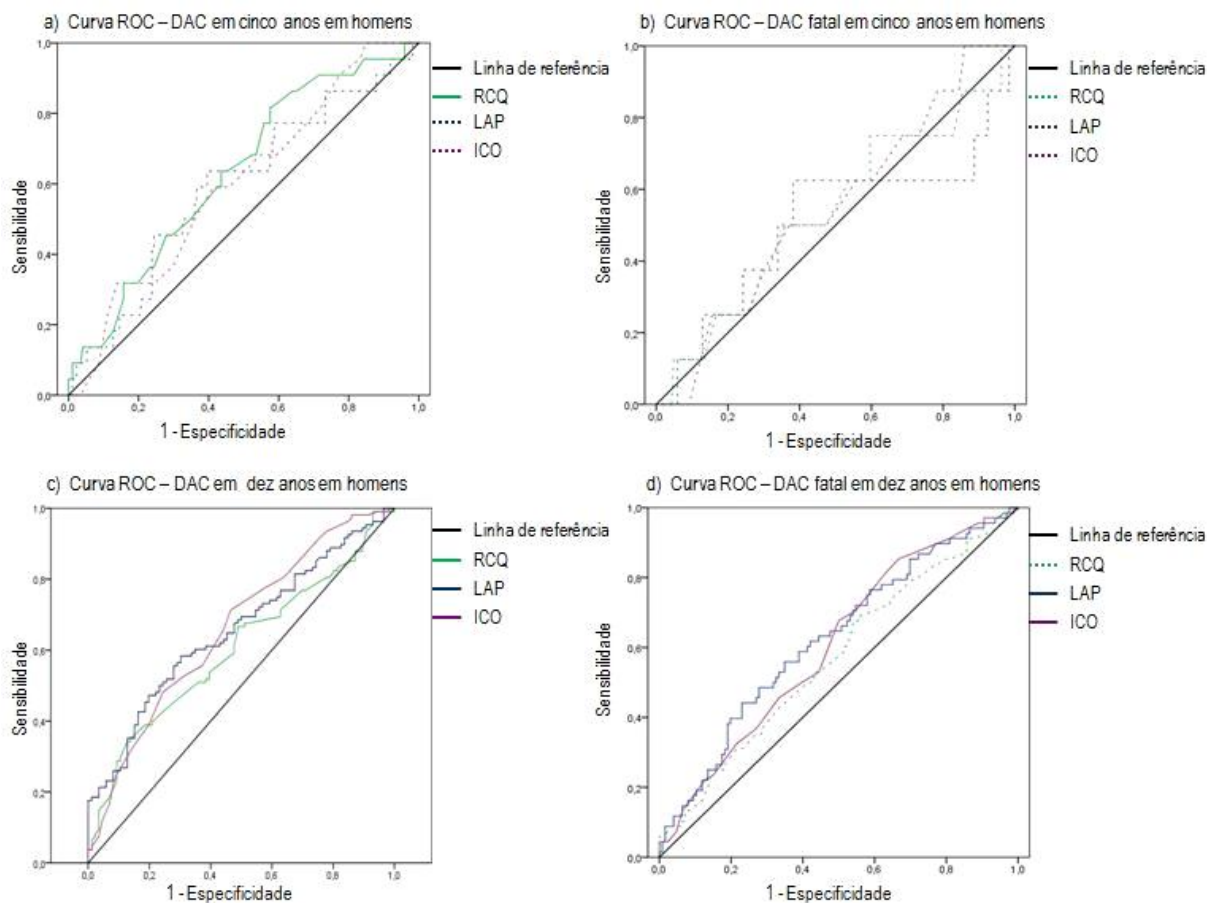 a) Curva ROC – DAC em cinco anos em homens
1,0
0,8
0,6
0,4
0,2
0,0
Sensibilidade
0,0 0,2 0,4 0,6 0,8 1,0
1 - Especificidade
Linha de referência
RCQ
LAP
ICO
b) Curva ROC – DAC fatal em cinco anos em homens
1,0
0,8
0,6
0,4
0,2
0,0
Sensibilidade
0,0 0,2 0,4 0,6 0,8 1,0
1 - Especificidade
Linha de referência
RCQ
LAP
ICO
c) Curva ROC – DAC em dez anos em homens
1,0
0,8
0,6
0,4
0,2
0,0
Sensibilidade
0,0 0,2 0,4 0,6 0,8 1,0
1 - Especificidade
Linha de referência
RCQ
LAP
ICO
d) Curva ROC – DAC fatal em dez anos em homens
1,0
0,8
0,6
0,4
0,2
0,0
Sensibilidade
0,0 0,2 0,4 0,6 0,8 1,0
1 - Especificidade
Linha de referência
RCQ
LAP
ICO